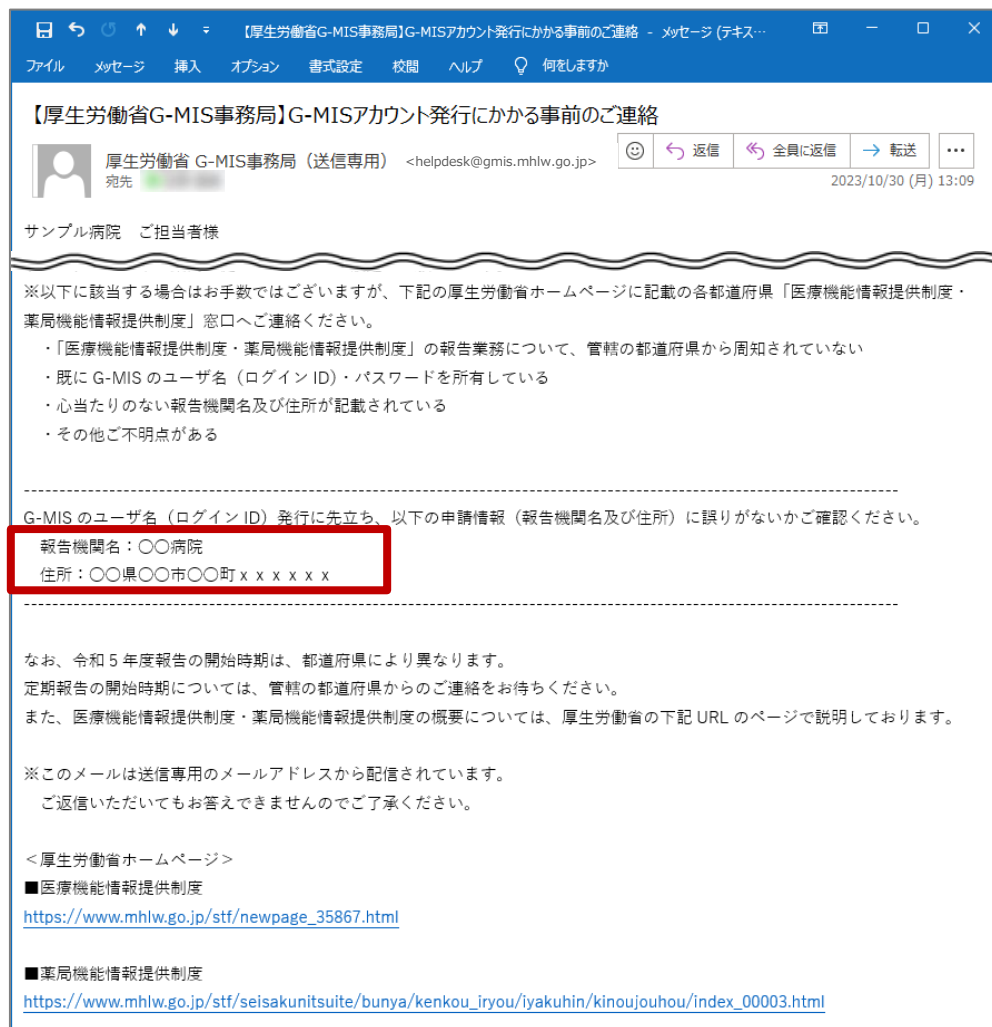 【厚生労働省G-MIS事務局】G-MISアカウント発行にかかる事前のご連絡 - メッセージ (テキス…
ファイル メッセージ 挿入 オプション 書式設定 校閲 ヘルプ 何をしますか
【厚生労働省G-MIS事務局】G-MISアカウント発行にかかる事前のご連絡
厚生労働省 G-MIS事務局（送信専用） <helpdesk@gmis.mhlw.go.jp>
返信 全員に返信 転送 …
宛先
2023/10/30 (月) 13:09
サンプル病院　ご担当者様
※以下に該当する場合はお手数ではございますが、下記の厚生労働省ホームページに記載の各都道府県「医療機能情報提供制度・
薬局機能情報提供制度」窓口へご連絡ください。
・「医療機能情報提供制度・薬局機能情報提供制度」の報告業務について、管轄の都道府県から周知されていない
・既に G-MIS のユーザ名（ログイン ID）・パスワードを所有している
・心当たりのない報告機関名及び住所が記載されている
・その他ご不明点がある
--------------------------------------------------------------------------------
G-MIS のユーザ名（ログイン ID）発行に先立ち、以下の申請情報（報告機関名及び住所）に誤りがないかご確認ください。
報告機関名：〇〇病院
住所：〇〇県〇〇市〇〇町ｘｘｘｘｘｘ
--------------------------------------------------------------------------------
なお、令和５年度報告の開始時期は、都道府県により異なります。
定期報告の開始時期については、管轄の都道府県からのご連絡をお待ちください。
また、医療機能情報提供制度・薬局機能情報提供制度の概要については、厚生労働省の下記 URL のページで説明しております。
※このメールは送信専用のメールアドレスから配信されています。
ご返信いただいてもお答えできませんのでご了承ください。
＜厚生労働省ホームページ＞
■医療機能情報提供制度
https://www.mhlw.go.jp/stf/newpage_35867.html
■薬局機能情報提供制度
https://www.mhlw.go.jp/stf/seisakunitsuite/bunya/kenkou_iryou/iyakuhin/kinoujouhou/index_00003.html